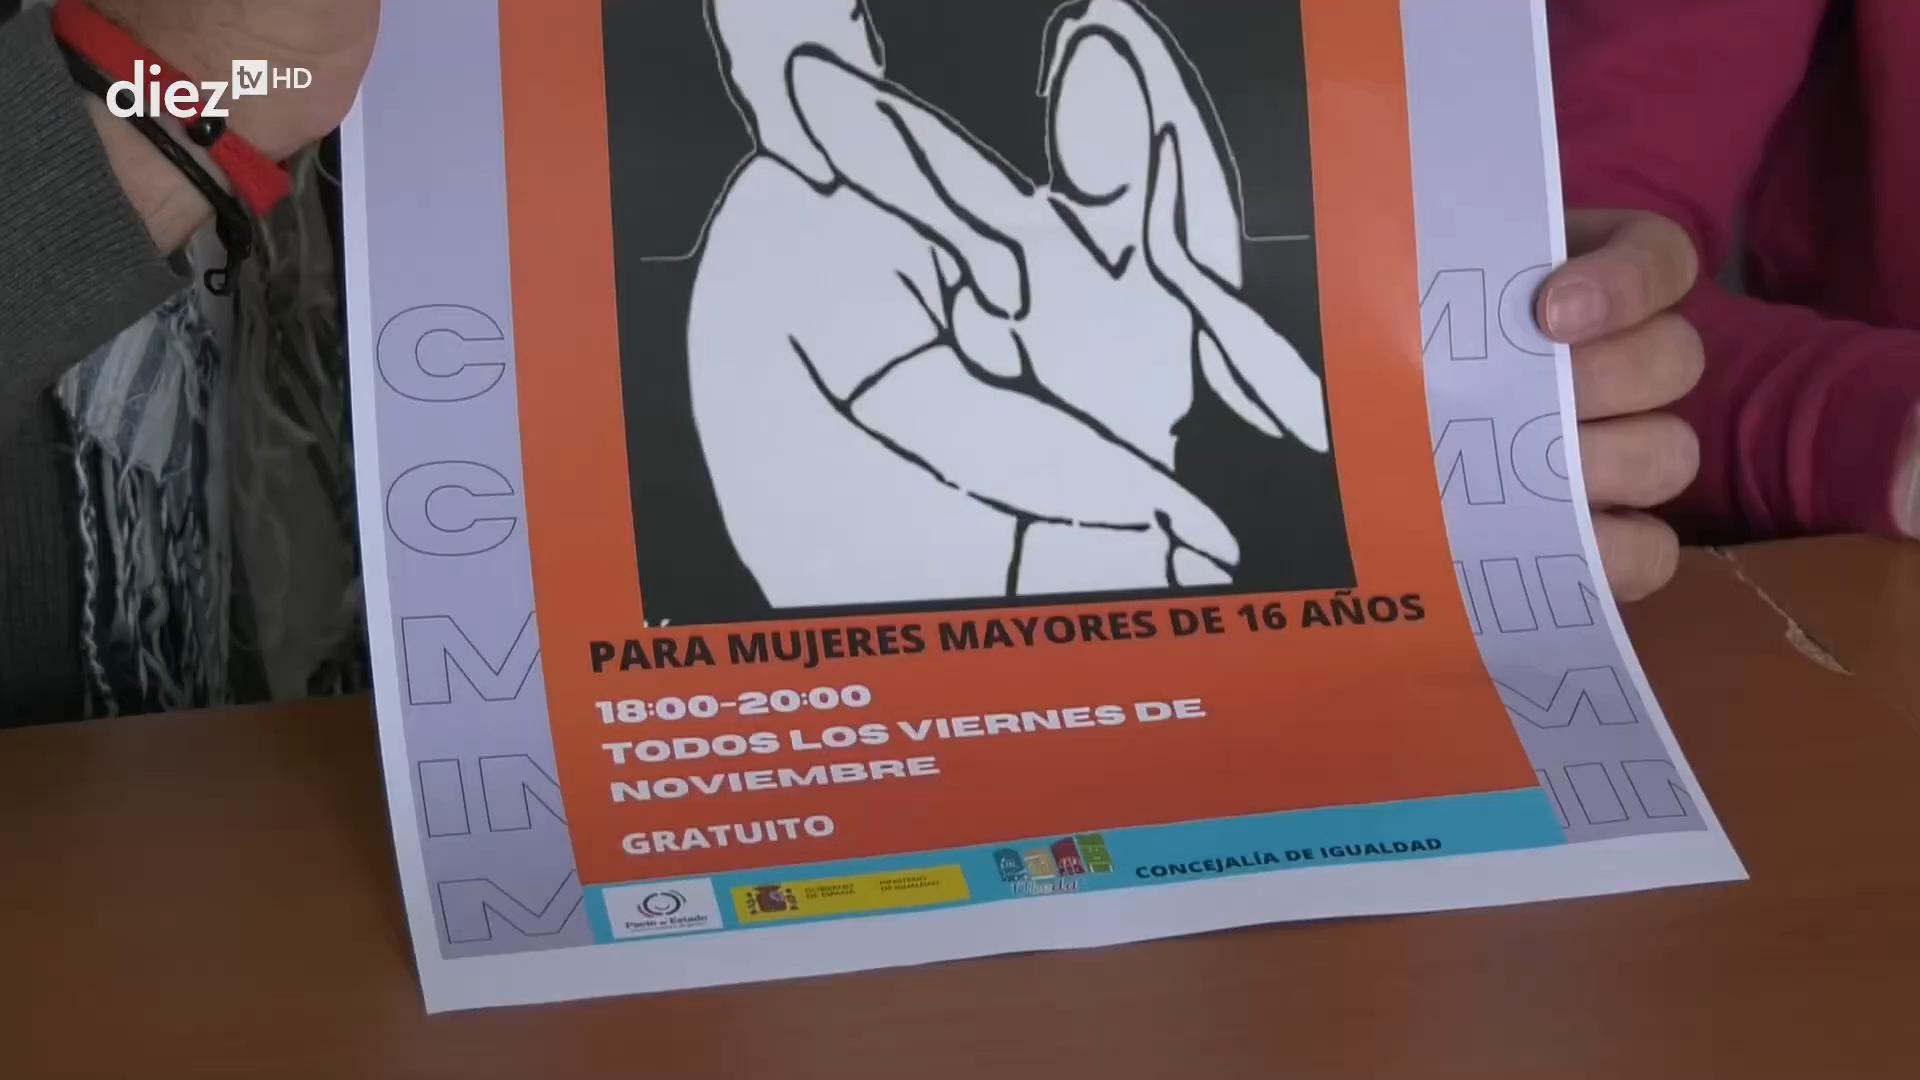 diez tv HD
PARA MUJERES MAYORES DE 16 AÑOS
18:00-20:00
TODOS LOS VIERNES DE
NOVIEMBRE
GRATUITO
Pacto de Estado
GOBIERNO DE ESPAÑA
MINISTERIO DE IGUALDAD
CONCEJALÍA DE IGUALDAD